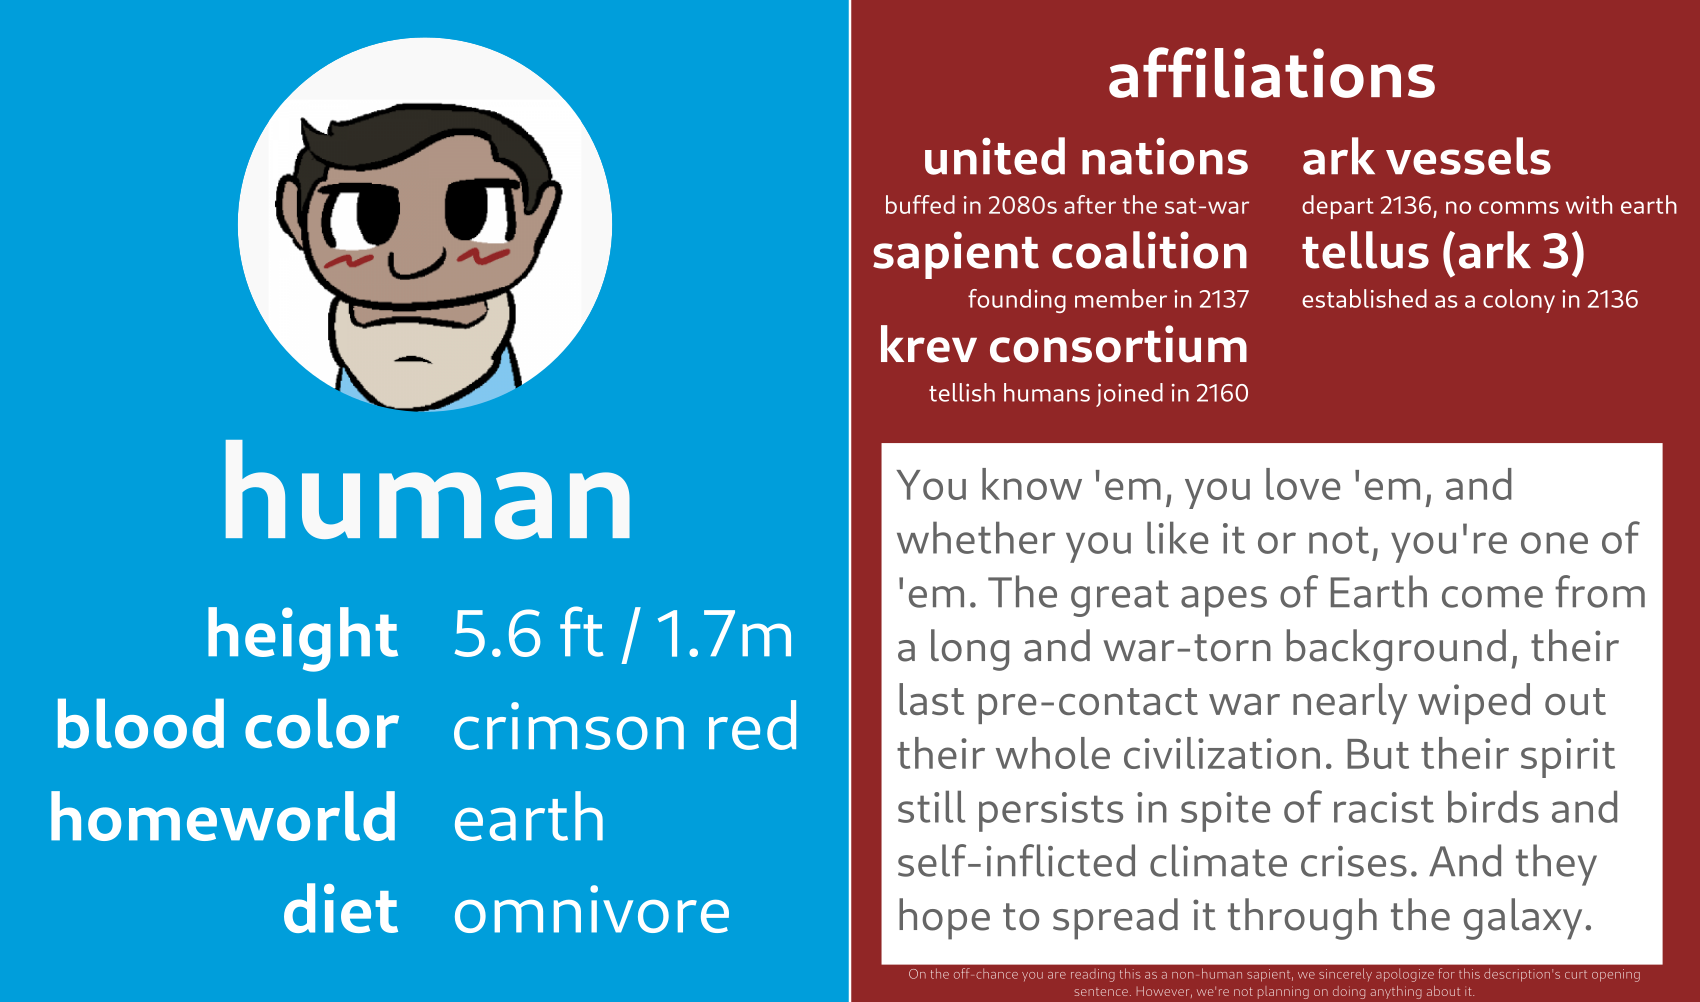 human
height 5.6 ft / 1.7m
blood color crimson red
homeworld earth
diet omnivore
affiliations
united nations
buffed in 2080s after the sat-war
sapient coalition
founding member in 2137
krev consortium
tellish humans joined in 2160
ark vessels
depart 2136, no comms with earth
tellus (ark 3)
established as a colony in 2136
You know 'em, you love 'em, and
whether you like it or not, you're one of
'em. The great apes of Earth come from
a long and war-torn background, their
last pre-contact war nearly wiped out
their whole civilization. But their spirit
still persists in spite of racist birds and
self-inflicted climate crises. And they
hope to spread it through the galaxy.
On the off-chance you are reading this as a non-human sapient, we sincerely apologize for this description's curt opening
sentence. However, we're not planning on doing anything about it.